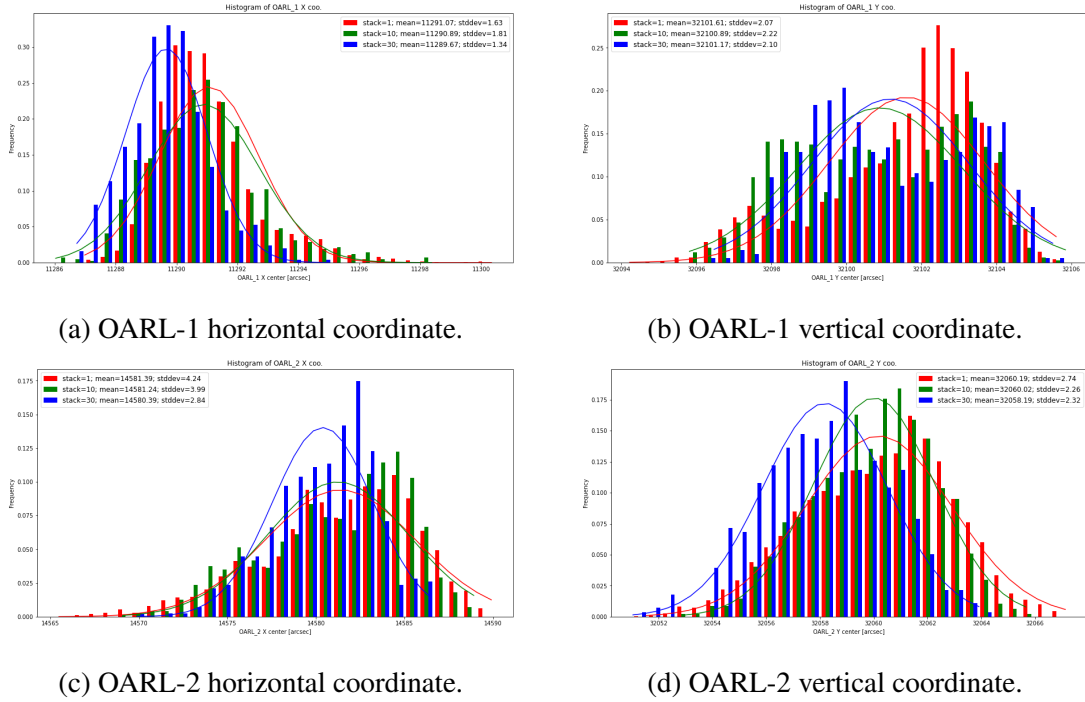 Histogram of OARL_1 X coo.
stack=1; mean=11291.07; stddev=1.63
stack=10; mean=11290.89; stddev=1.81
stack=30; mean=11289.67; stddev=1.34
Frequency
0.30
0.25
0.20
0.15
0.10
0.05
0.00
11286 11288 11290 11292 11294 11296 11298 11300
OARL_1 X center [arcsec]
(a) OARL-1 horizontal coordinate.
Histogram of OARL_1 Y coo.
stack=1; mean=32101.61; stddev=2.07
stack=10; mean=32100.89; stddev=2.22
stack=30; mean=32101.17; stddev=2.10
Frequency
0.25
0.20
0.15
0.10
0.05
0.00
32094 32096 32098 32100 32102 32104 32106
OARL_1 Y center [arcsec]
(b) OARL-1 vertical coordinate.
Histogram of OARL_2 X coo.
stack=1; mean=14581.39; stddev=4.24
stack=10; mean=14581.24; stddev=3.99
stack=30; mean=14580.39; stddev=2.84
Frequency
0.175
0.150
0.125
0.100
0.075
0.050
0.025
0.000
14565 14570 14575 14580 14585 14590
OARL_2 X center [arcsec]
(c) OARL-2 horizontal coordinate.
Histogram of OARL_2 Y coo.
stack=1; mean=32060.19; stddev=2.74
stack=10; mean=32060.02; stddev=2.26
stack=30; mean=32058.19; stddev=2.32
Frequency
0.175
0.150
0.125
0.100
0.075
0.050
0.025
0.000
32052 32054 32056 32058 32060 32062 32064 32066
OARL_2 Y center [arcsec]
(d) OARL-2 vertical coordinate.